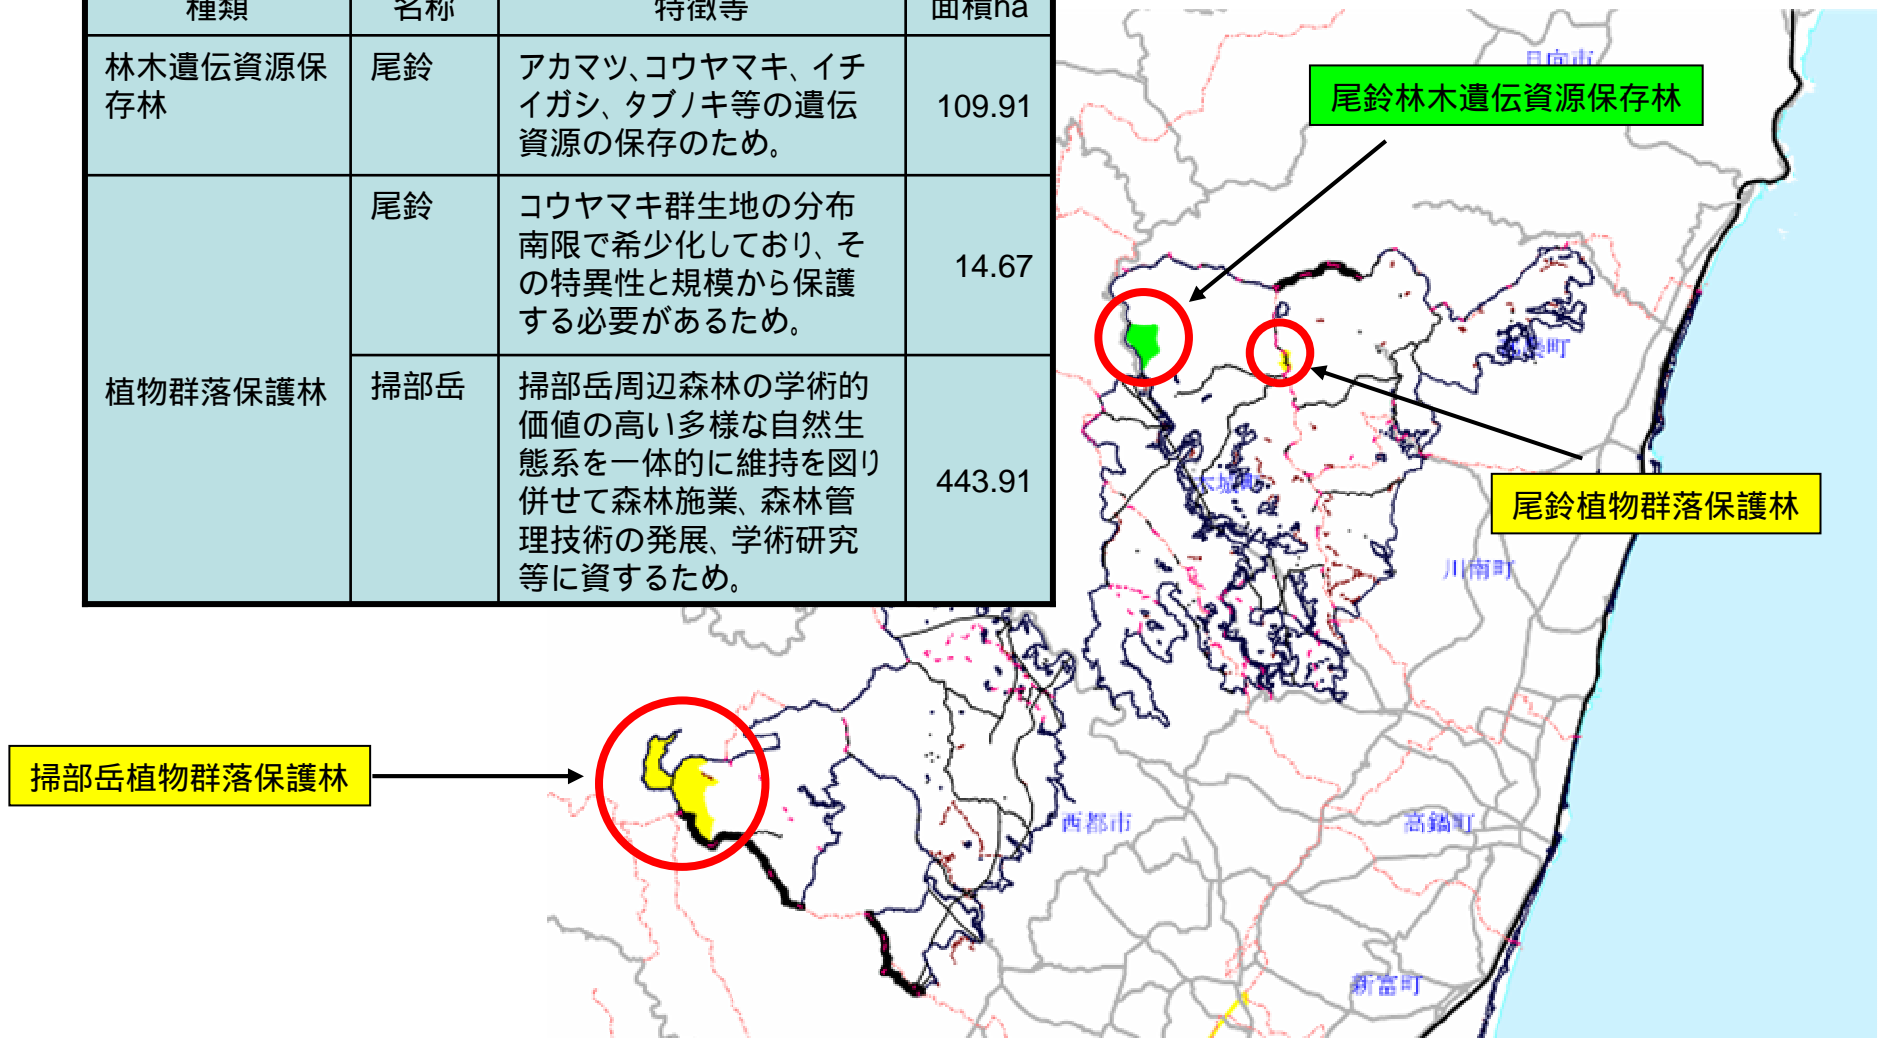 種類 名称 特徴等 面積ha
林木遺伝資源保
存林
尾鈴
アカマツ、コウヤマキ、イチ
イガシ、タブノキ等の遺伝
資源の保存のため。
109.91
植物群落保護林
尾鈴
コウヤマキ群生地の分布
南限で希少化しており、そ
の特異性と規模から保護
する必要があるため。
14.67
掃部岳
掃部岳周辺森林の学術的
価値の高い多様な自然生
態系を一体的に維持を図り
併せて森林施業、森林管
理技術の発展、学術研究
等に資するため。
443.91
日向市
尾鈴林木遺伝資源保存林
町
木城町
尾鈴植物群落保護林
川南町
掃部岳植物群落保護林
西都市
高鍋町
新富町